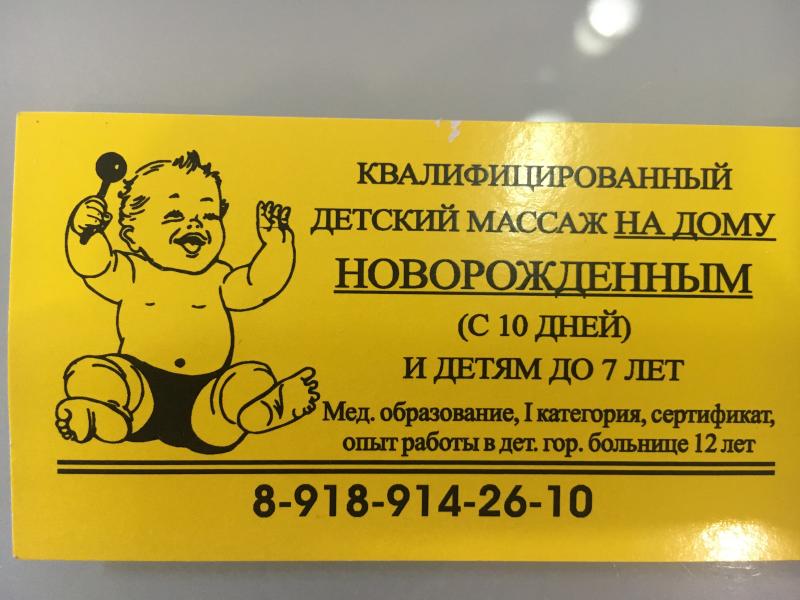 КВАЛИФИЦИРОВАННЫЙ
ДЕТСКИЙ МАССАЖ НА ДОМУ
НОВОРОЖДЕННЫМ
(С 10 ДНЕЙ)
И ДЕТЯМ ДО 7 ЛЕТ
Мед. образование, I категория, сертификат,
опыт работы в дет. гор. больнице 12 лет
8-918-914-26-10